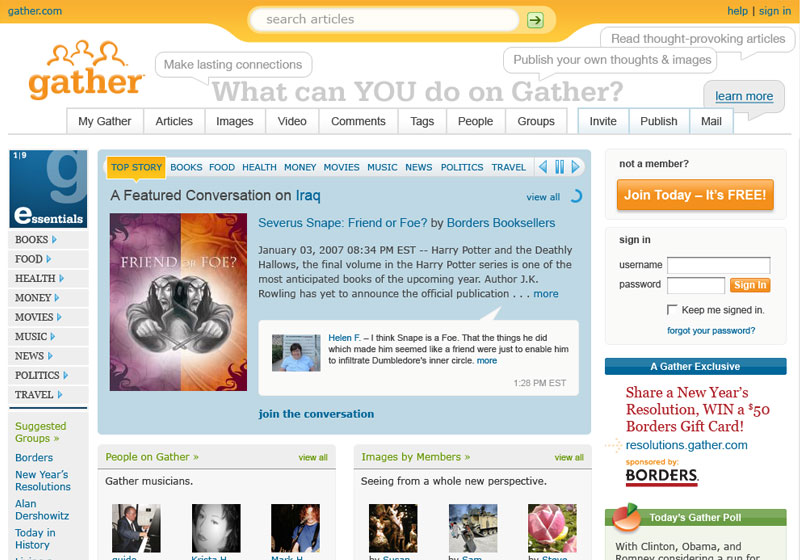 gather.com
search articles
help | sign in
gather
Make lasting connections
Read thought-provoking articles
Publish your own thoughts & images
What can YOU do on Gather?
learn more
My Gather
Articles
Images
Video
Comments
Tags
People
Groups
Invite
Publish
Mail
1|9
g
essentials
BOOKS
FOOD
HEALTH
MONEY
MOVIES
MUSIC
NEWS
POLITICS
TRAVEL
Suggested
Groups »
Borders
New Year's
Resolutions
Alan
Dershowitz
Today in
History
TOP STORY
BOOKS
FOOD
HEALTH
MONEY
MOVIES
MUSIC
NEWS
POLITICS
TRAVEL
A Featured Conversation on Iraq
view all
FRIEND OR FOE?
Severus Snape: Friend or Foe? by Borders Booksellers
January 03, 2007 08:34 PM EST -- Harry Potter and the Deathly
Hallows, the final volume in the Harry Potter series is one of the
most anticipated books of the upcoming year. Author J.K.
Rowling has yet to announce the official publication . . . more
Helen F. – I think Snape is a Foe. That the things he did
which made him seemed like a friend were just to enable him
to infiltrate Dumbledore's inner circle. more
1:28 PM EST
join the conversation
People on Gather »
view all
Gather musicians.
guido
Krista H.
Mark H.
Images by Members »
view all
Seeing from a whole new perspective.
by Susan
by Sam
by Steve
not a member?
Join Today – It's FREE!
sign in
username
password
Sign in
Keep me signed in.
forgot your password?
A Gather Exclusive
Share a New Year's
Resolution, WIN a $50
Borders Gift Card!
resolutions.gather.com
sponsored by:
BORDERS.
Today's Gather Poll
With Clinton, Obama, and
Romney considering a run for